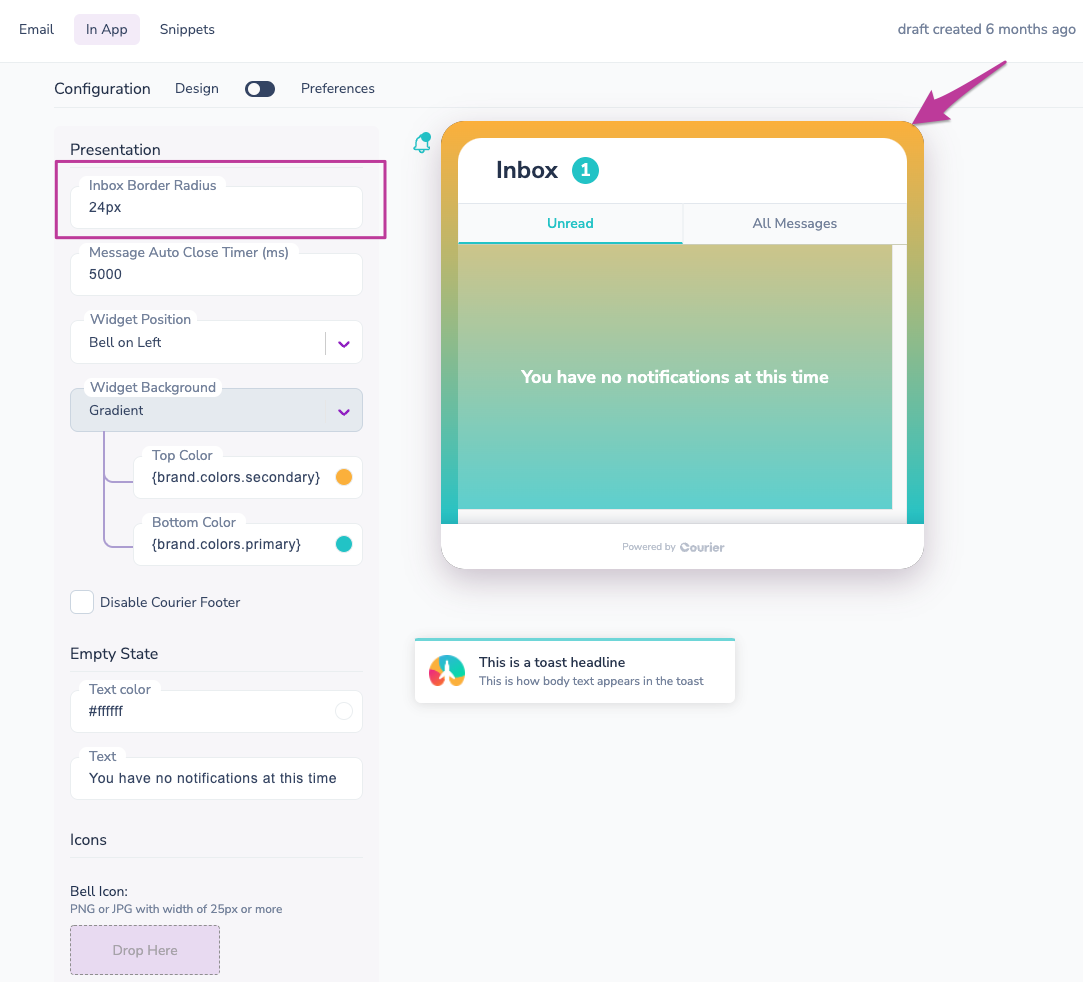 Email In App Snippets draft created 6 months ago
Configuration Design Preferences
Presentation
Inbox Border Radius
24px
Message Auto Close Timer (ms)
5000
Widget Position
Bell on Left
Widget Background
Gradient
Top Color
{brand.colors.secondary}
Bottom Color
{brand.colors.primary}
Disable Courier Footer
Empty State
Text color
#ffffff
Text
You have no notifications at this time
Icons
Bell Icon:
PNG or JPG with width of 25px or more
Drop Here
Inbox 1
Unread All Messages
You have no notifications at this time
Powered by Courier
This is a toast headline
This is how body text appears in the toast